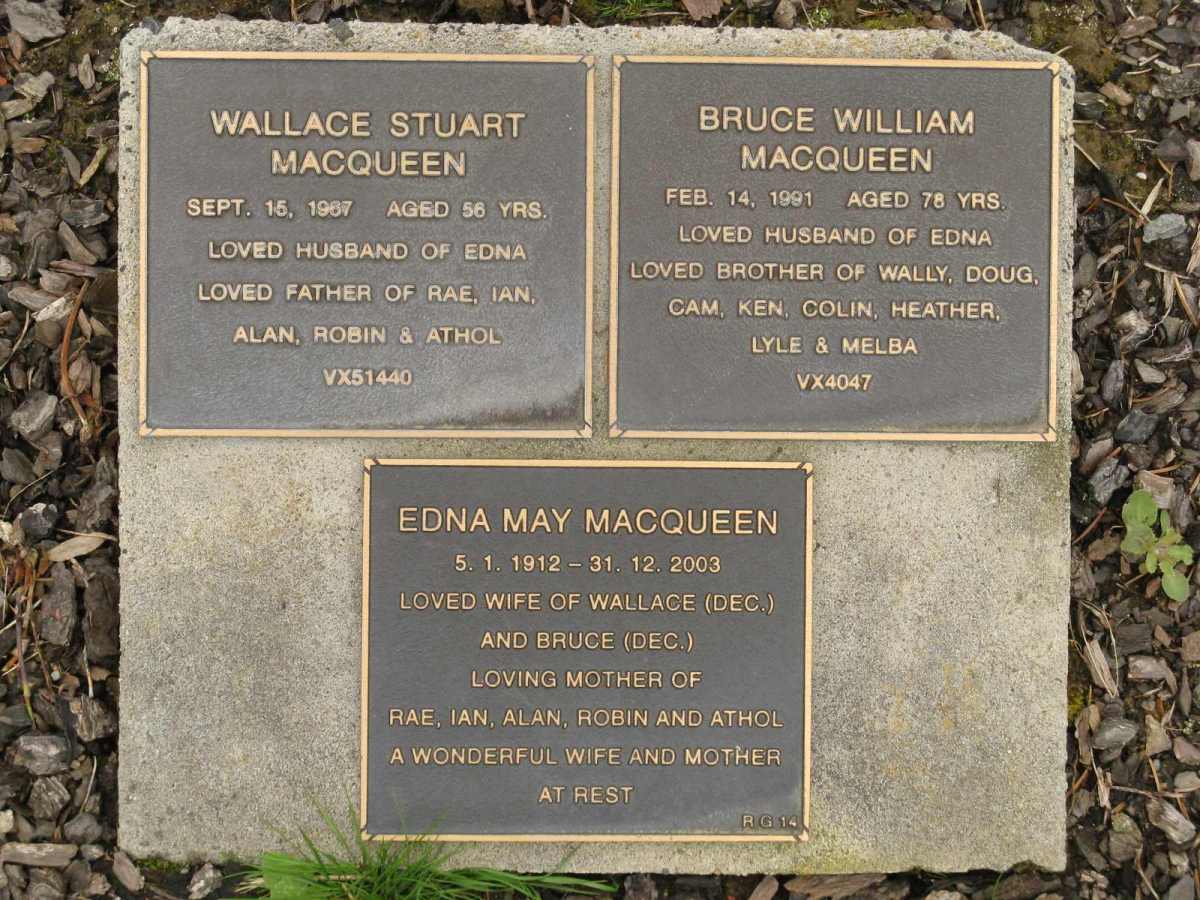 WALLACE STUART
MACQUEEN
SEPT. 15, 1967 AGED 56 YRS.
LOVED HUSBAND OF EDNA
LOVED FATHER OF RAE, IAN,
ALAN, ROBIN & ATHOL
VX51440
BRUCE WILLIAM
MACQUEEN
FEB. 14, 1991 AGED 78 YRS.
LOVED HUSBAND OF EDNA
LOVED BROTHER OF WALLY, DOUG,
CAM, KEN, COLIN, HEATHER,
LYLE & MELBA
VX4047
EDNA MAY MACQUEEN
5. 1. 1912 – 31. 12. 2003
LOVED WIFE OF WALLACE (DEC.)
AND BRUCE (DEC.)
LOVING MOTHER OF
RAE, IAN, ALAN, ROBIN AND ATHOL
A WONDERFUL WIFE AND MOTHER
AT REST
R G 14